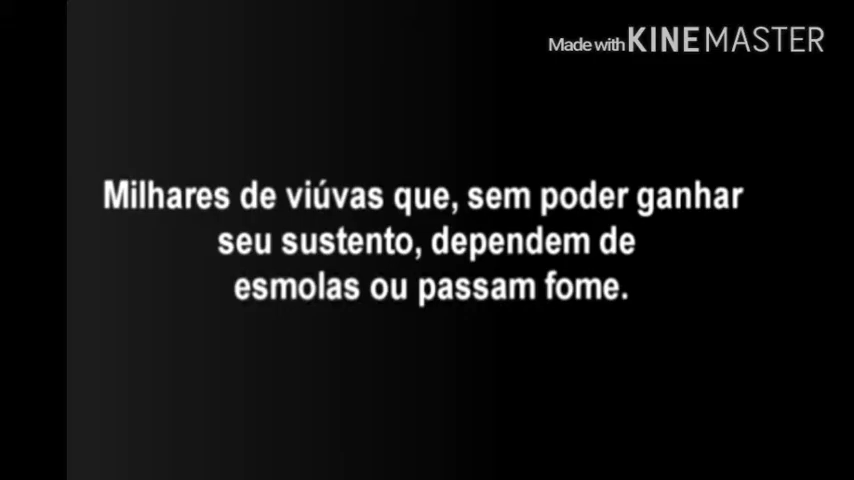 Made with KINEMASTER
Milhares de viúvas que, sem poder ganhar
seu sustento, dependem de
esmolas ou passam fome.